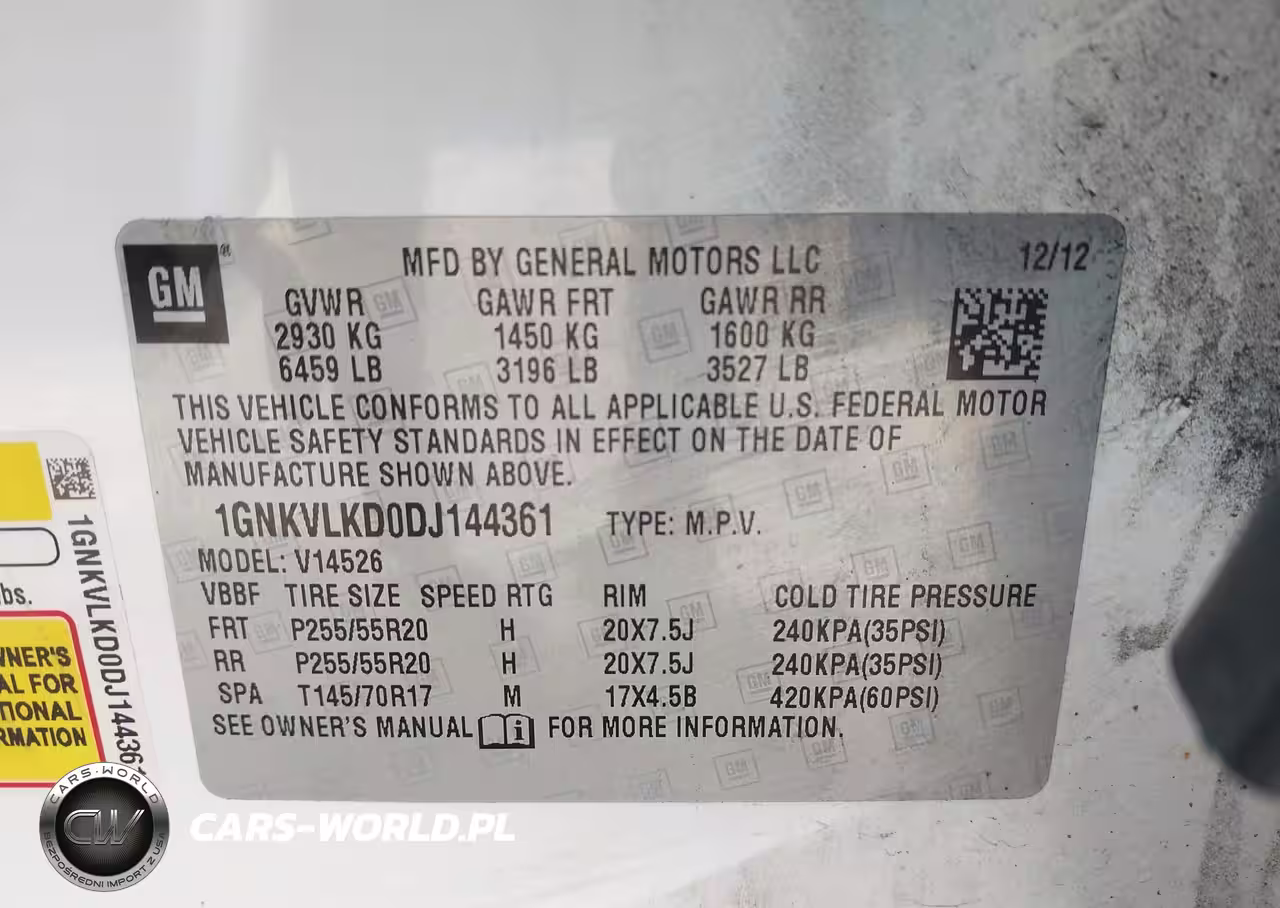 GM
MFD BY GENERAL MOTORS LLC 12/12
GVWR GAWR FRT GAWR RR
2930 KG 1450 KG 1600 KG
6459 LB 3196 LB 3527 LB
THIS VEHICLE CONFORMS TO ALL APPLICABLE U.S. FEDERAL MOTOR
VEHICLE SAFETY STANDARDS IN EFFECT ON THE DATE OF
MANUFACTURE SHOWN ABOVE.
1GNKVLKD0DJ144361 TYPE: M.P.V.
MODEL: V14526
VBBF TIRE SIZE SPEED RTG RIM COLD TIRE PRESSURE
FRT P255/55R20 H 20X7.5J 240KPA(35PSI)
RR P255/55R20 H 20X7.5J 240KPA(35PSI)
SPA T145/70R17 M 17X4.5B 420KPA(60PSI)
SEE OWNER'S MANUAL i FOR MORE INFORMATION.
1GNKVLKD0DJ144361
bs.
WNER'S
AL FOR
TIONAL
RMATION
CARS-WORLD
CW
BEZPOŚREDNI IMPORT Z USA
CARS-WORLD.PL